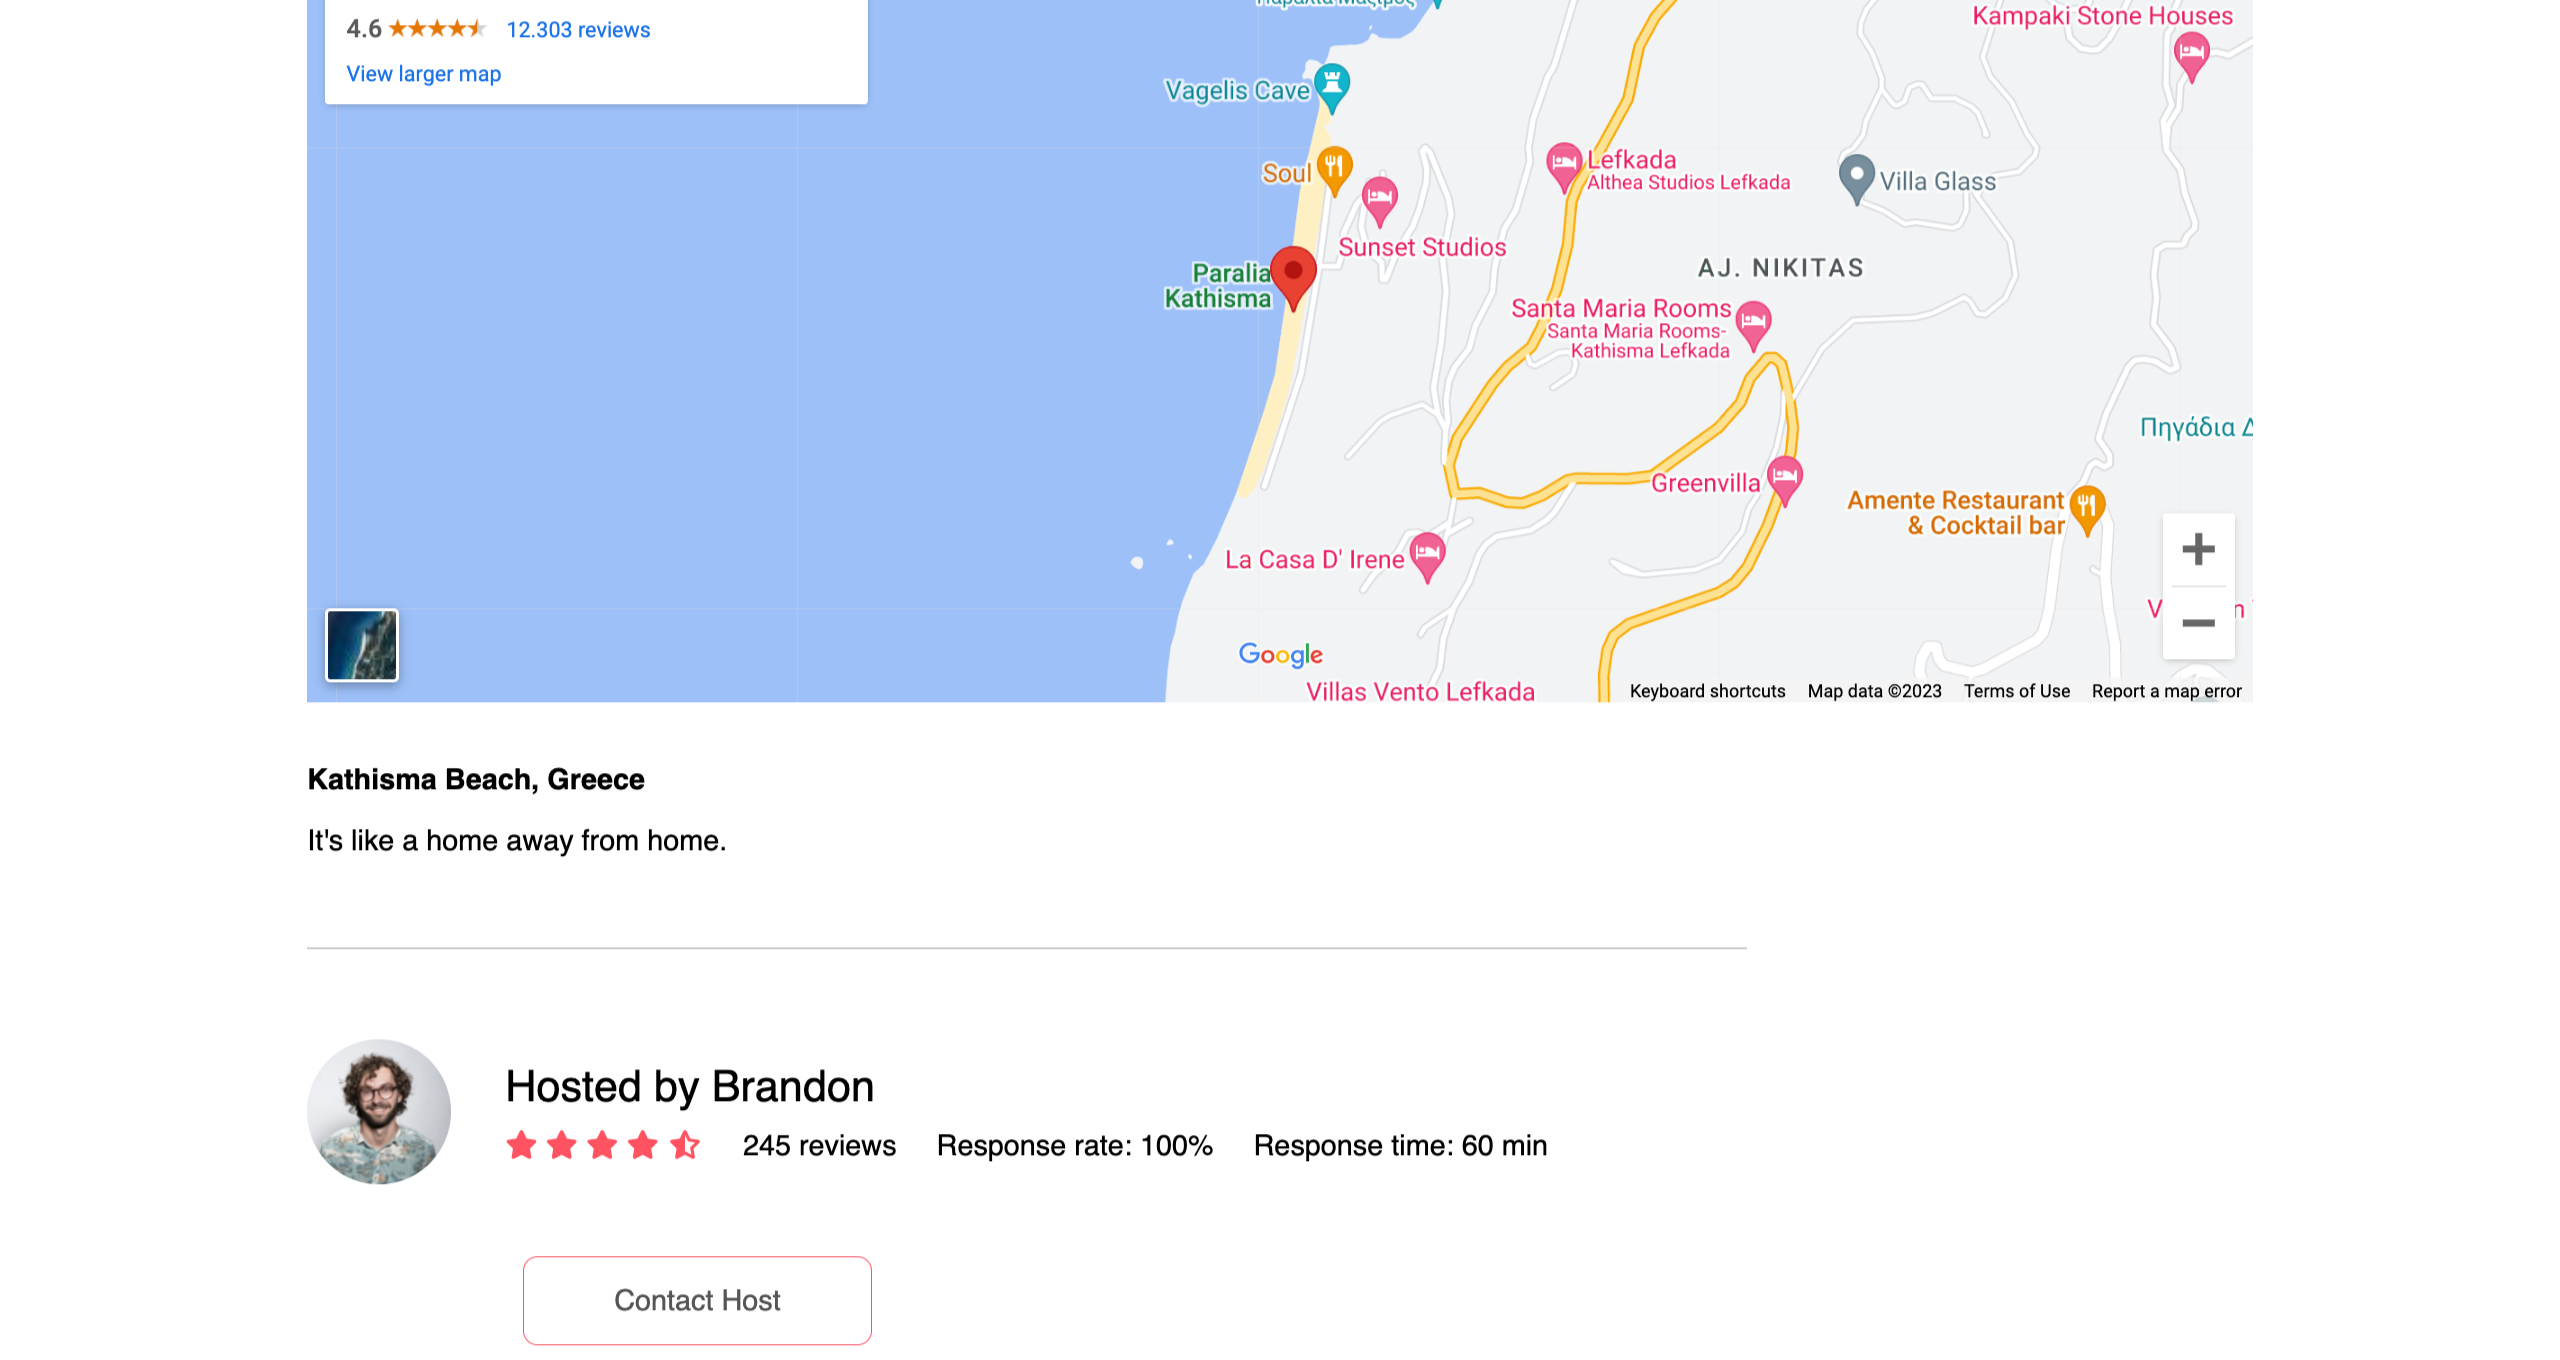 4.6 12.303 reviews
View larger map
Kampaki Stone Houses
Vagelis Cave
Soul
Lefkada
Althea Studios Lefkada
Villa Glass
Sunset Studios
Paralia
Kathisma
AJ. NIKITAS
Santa Maria Rooms
Santa Maria Rooms-
Kathisma Lefkada
Πηγάδια
Greenvilla
Amente Restaurant
& Cocktail bar
La Casa D' Irene
Google
Villas Vento Lefkada
Keyboard shortcuts Map data ©2023 Terms of Use Report a map error
Kathisma Beach, Greece
It's like a home away from home.
Hosted by Brandon
245 reviews Response rate: 100% Response time: 60 min
Contact Host